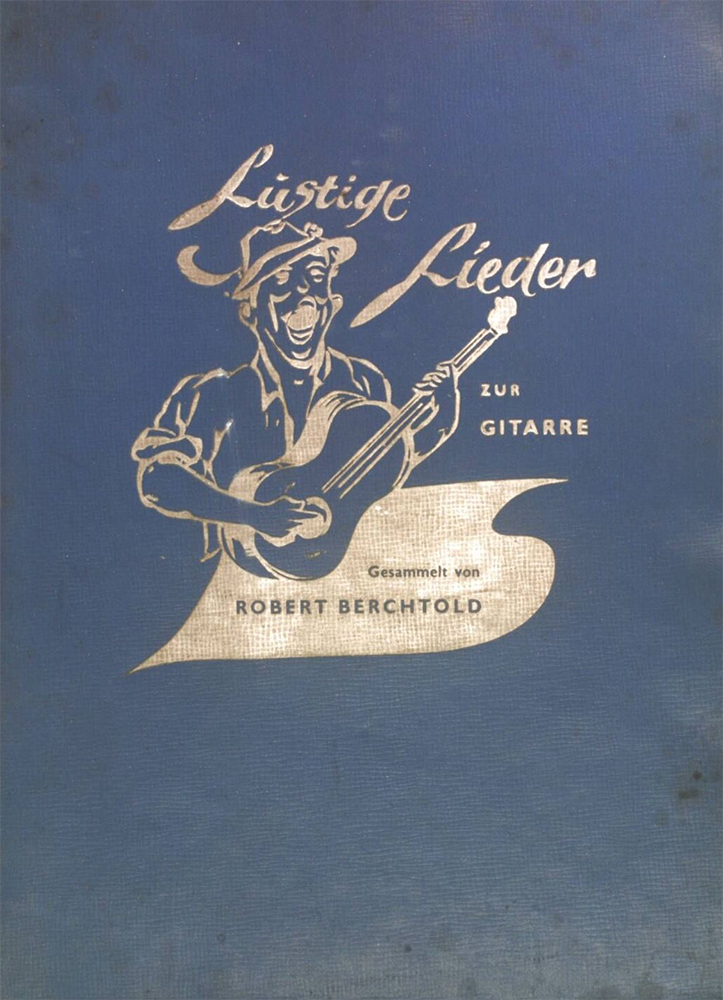 Lustige
Lieder
ZUR
GITARRE
Gesammelt von
ROBERT BERCHTOLD